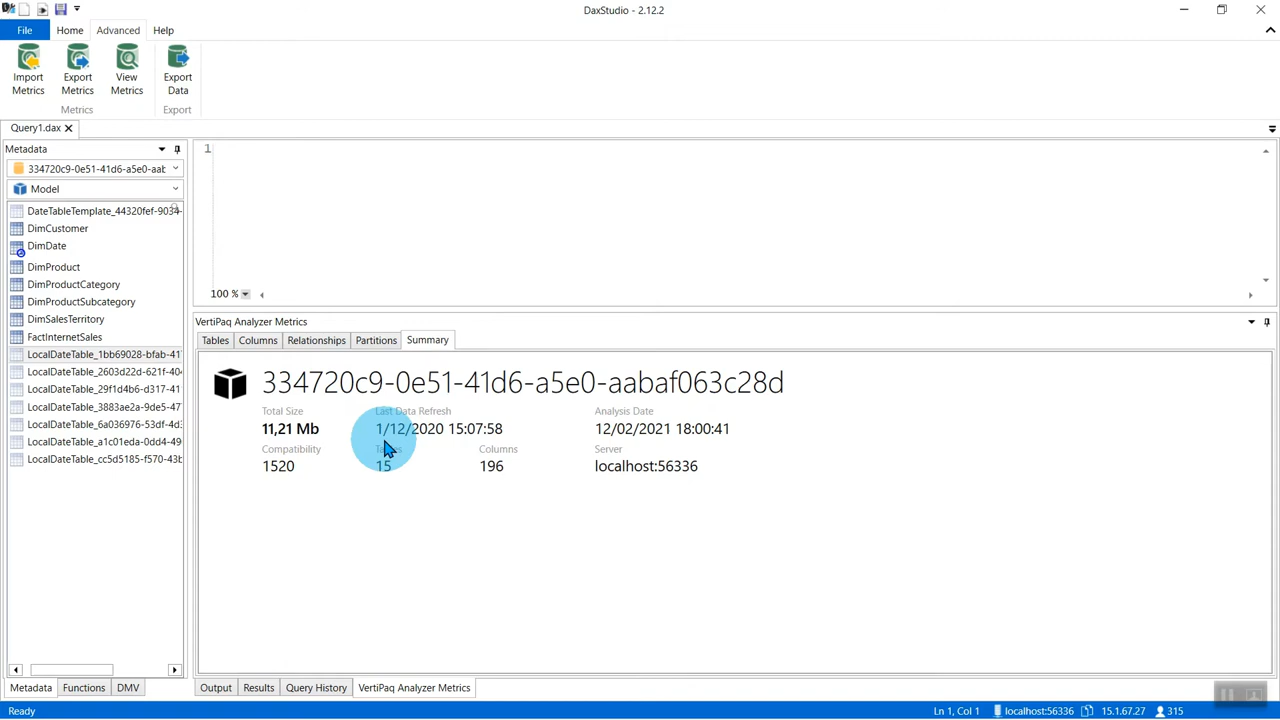 DaxStudio - 2.12.2
File Home Advanced Help
Import Metrics
Export Metrics
View Metrics
Export Data
Metrics Export
Query1.dax
Metadata
334720c9-0e51-41d6-a5e0-aat
Model
DateTableTemplate_44320fef-9034-
DimCustomer
DimDate
DimProduct
DimProductCategory
DimProductSubcategory
DimSalesTerritory
FactInternetSales
LocalDateTable_1bb69028-bfab-41
LocalDateTable_2603d22d-621f-404
LocalDateTable_29f1d4b6-d317-41
LocalDateTable_3883ae2a-9de5-47
LocalDateTable_6a036976-53df-4d3
LocalDateTable_a1c01eda-0dd4-49
LocalDateTable_cc5d5185-f570-43b
Metadata Functions DMV
1
100 %
VertiPaq Analyzer Metrics
Tables Columns Relationships Partitions Summary
334720c9-0e51-41d6-a5e0-aabaf063c28d
Total Size Last Data Refresh Analysis Date
11,21 Mb 1/12/2020 15:07:58 12/02/2021 18:00:41
Compatibility Tables Columns Server
1520 15 196 localhost:56336
Output Results Query History VertiPaq Analyzer Metrics
Ready Ln 1, Col 1 localhost:56336 15.1.67.27 315